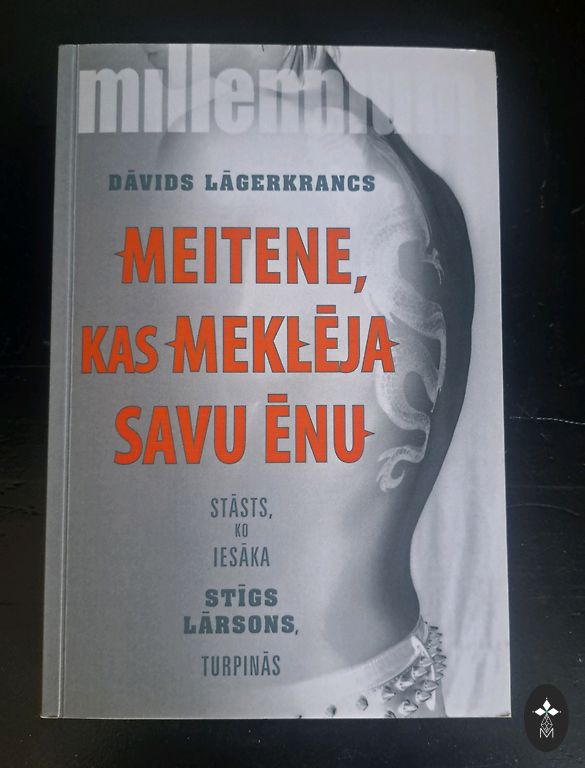 millennium
DĀVIDS LĀGERKRANCS
MEITENE,
KAS MEKLĒJA
SAVU ĒNU
STĀSTS,
KO
IESĀKA
STĪGS
LĀRSONS,
TURPINĀS
M